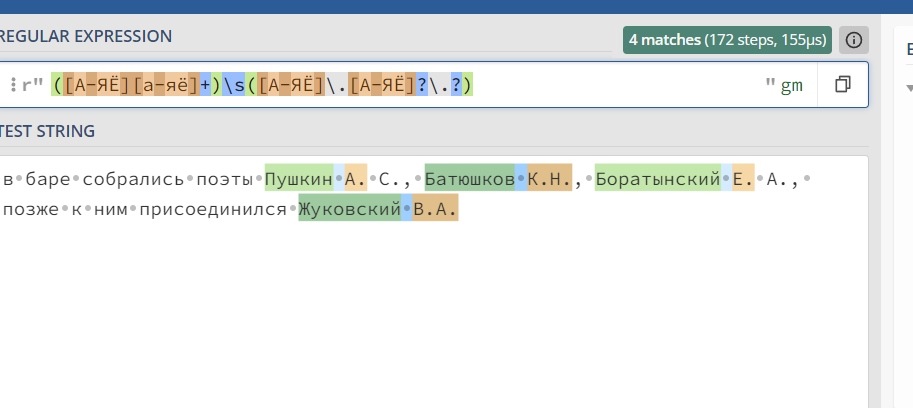 REGULAR EXPRESSION
4 matches (172 steps, 155μs)
r" ([А-ЯЁ][а-яё]+)\s([А-ЯЁ]\.[А-ЯЁ]?\.?) " gm
TEST STRING
в баре собрались поэты Пушкин А. С., Батюшков К.Н., Боратынский Е. А.,
позже к ним присоединился Жуковский В.А.